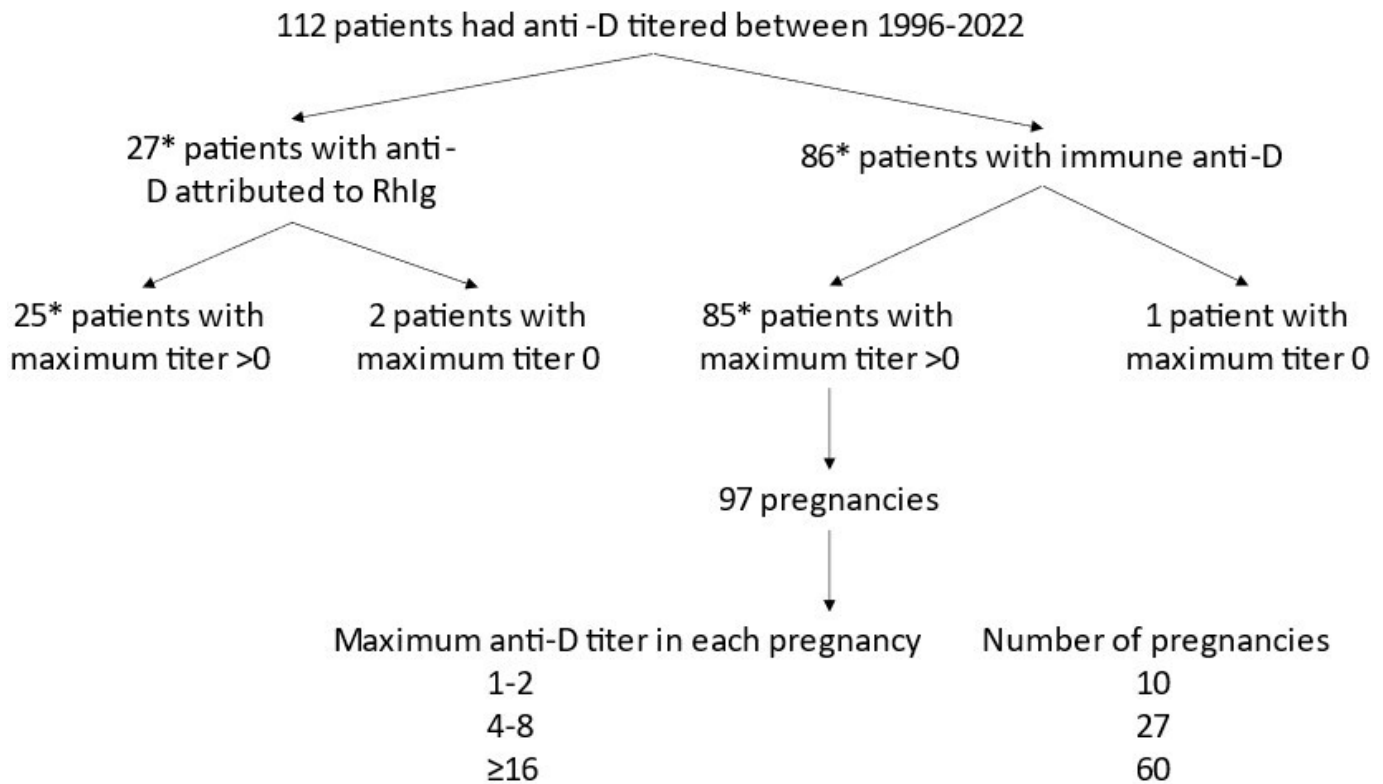 112 patients had anti -D titered between 1996-2022
27* patients with anti-
D attributed to RhIg
86* patients with immune anti-D
25* patients with
maximum titer >0
2 patients with
maximum titer 0
85* patients with
maximum titer >0
1 patient with
maximum titer 0
97 pregnancies
Maximum anti-D titer in each pregnancy Number of pregnancies
1-2 10
4-8 27
≥16 60